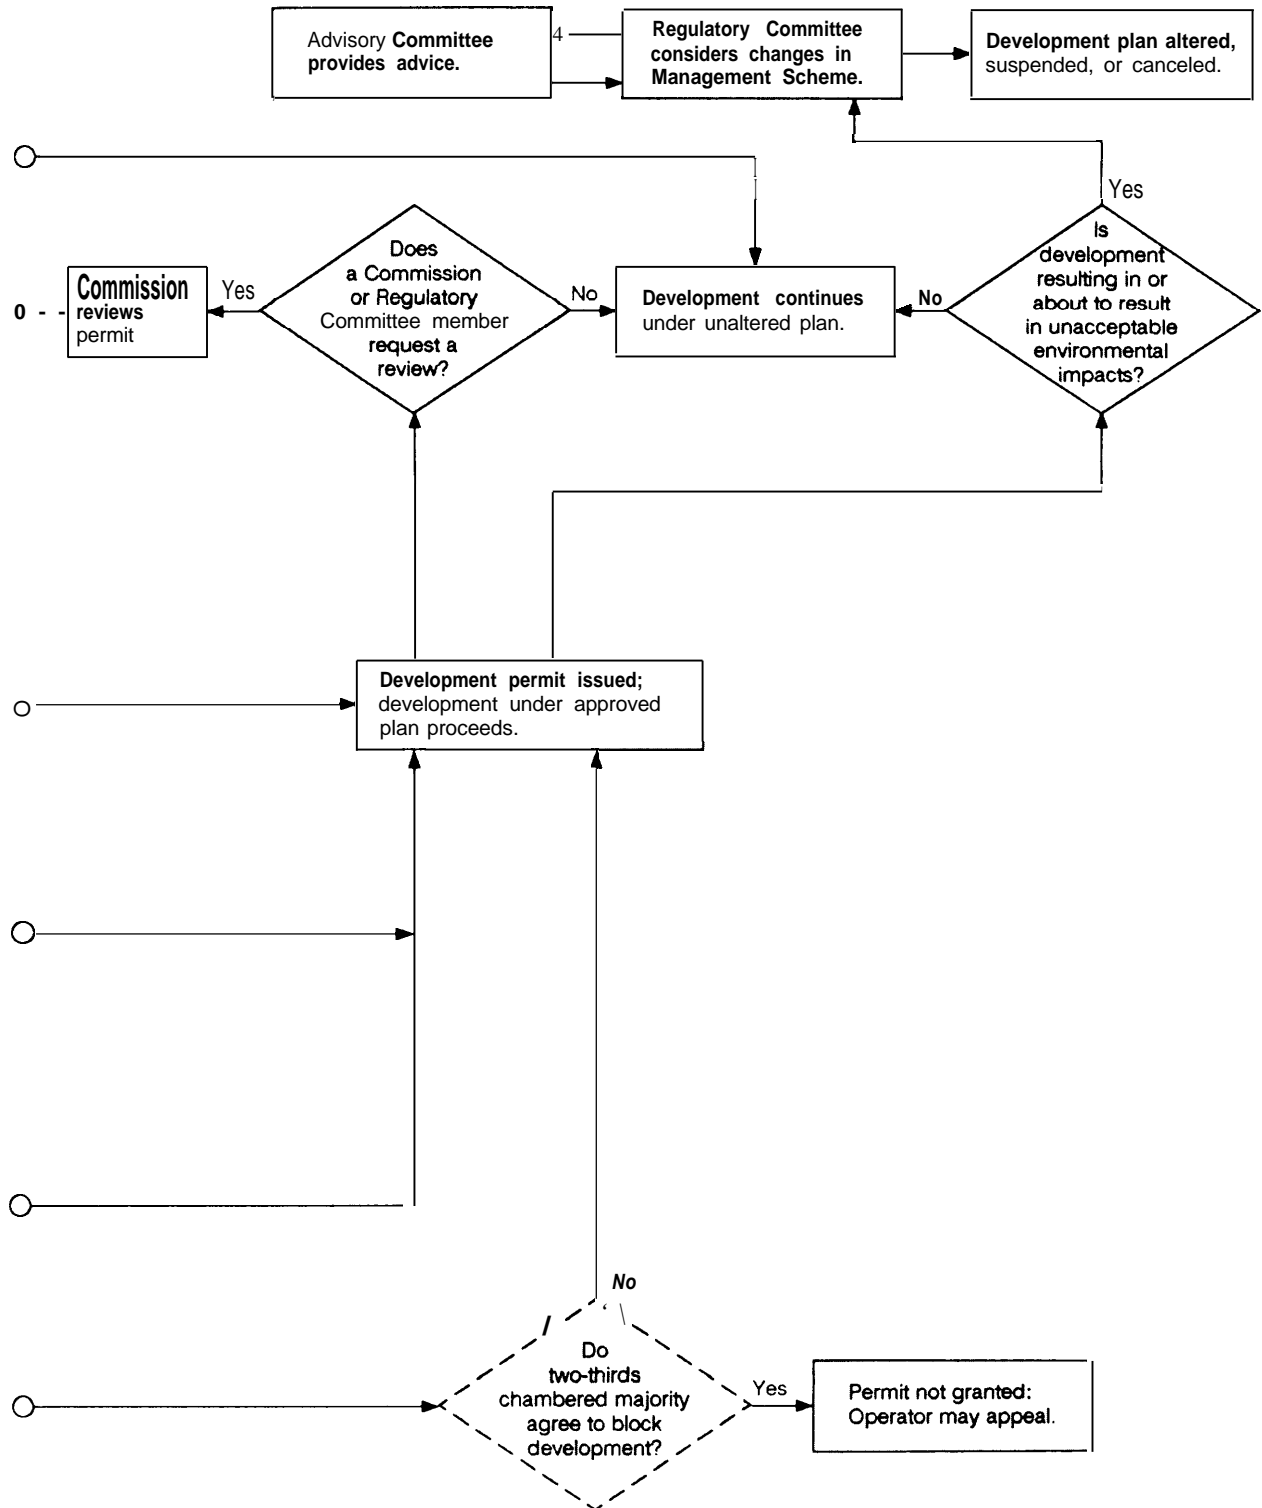 Advisory Committee
provides advice.
4
Regulatory Committee
considers changes in
Management Scheme.
Development plan altered,
suspended, or canceled.
Yes
Is
development
resulting in or
about to result
in unacceptable
environmental
impacts?
No
Does
a Commission
or Regulatory
Committee member
request a
review?
Yes
No
0 - -
Commission
reviews
permit
Development continues
under unaltered plan.
Development permit issued;
development under approved
plan proceeds.
No
Do
two-thirds
chambered majority
agree to block
development?
Yes
Permit not granted:
Operator may appeal.